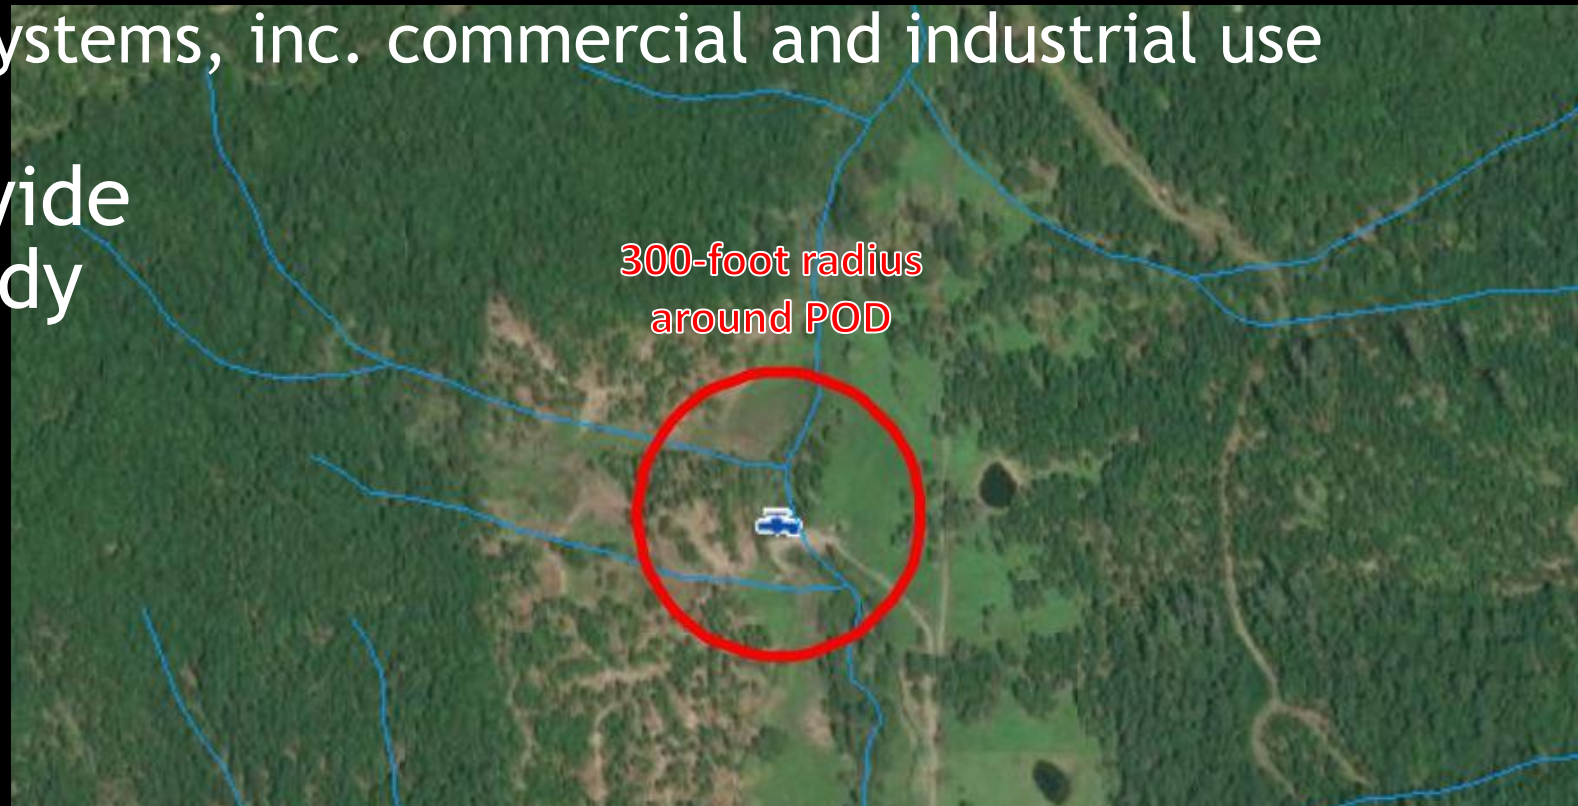 ystems, inc. commercial and industrial use
vide
dy
300-foot radius
around POD